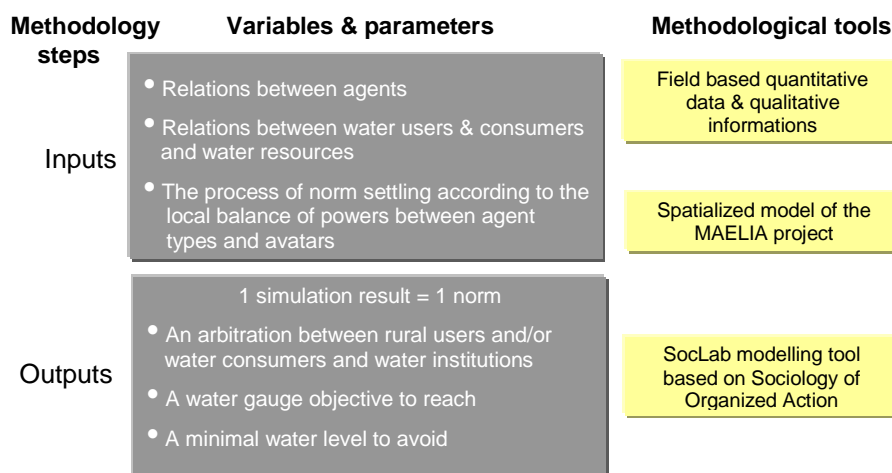 Methodology steps
Variables & parameters
Methodological tools
Inputs
• Relations between agents
• Relations between water users & consumers
and water resources
• The process of norm settling according to the
local balance of powers between agent
types and avatars
Field based quantitative
data & qualitative
informations
Spatialized model of the
MAELIA project
Outputs
1 simulation result = 1 norm
• An arbitration between rural users and/or
water consumers and water institutions
• A water gauge objective to reach
• A minimal water level to avoid
SocLab modelling tool
based on Sociology of
Organized Action